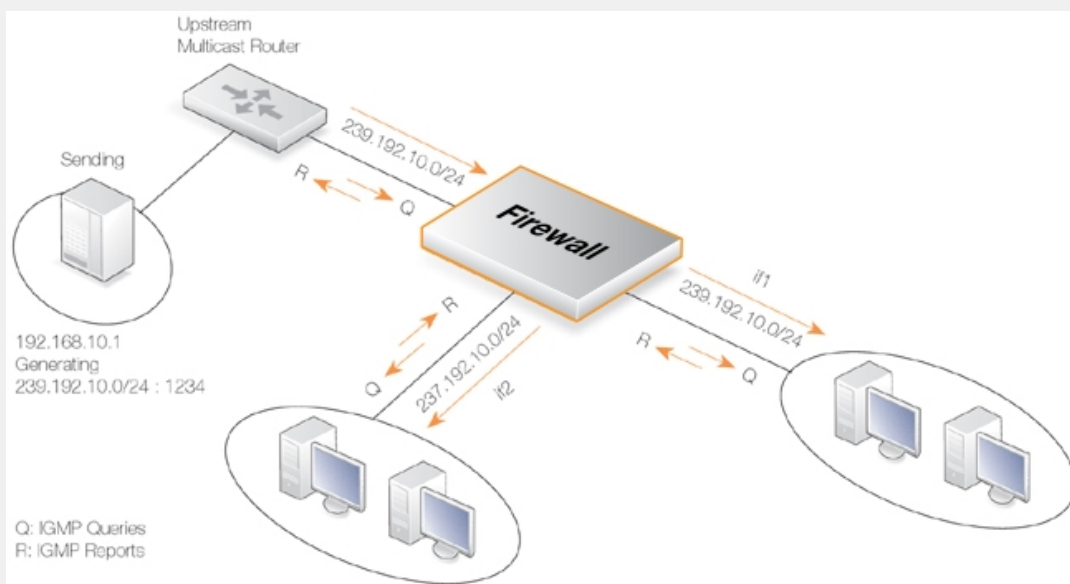 Upstream
Multicast Router
239.192.10.0/24
R
Q
Sending
Firewall
192.168.10.1
Generating
239.192.10.0/24 : 1234
if1
239.192.10.0/24
R
Q
R
Q
237.192.10.0/24
if2
Q: IGMP Queries
R: IGMP Reports